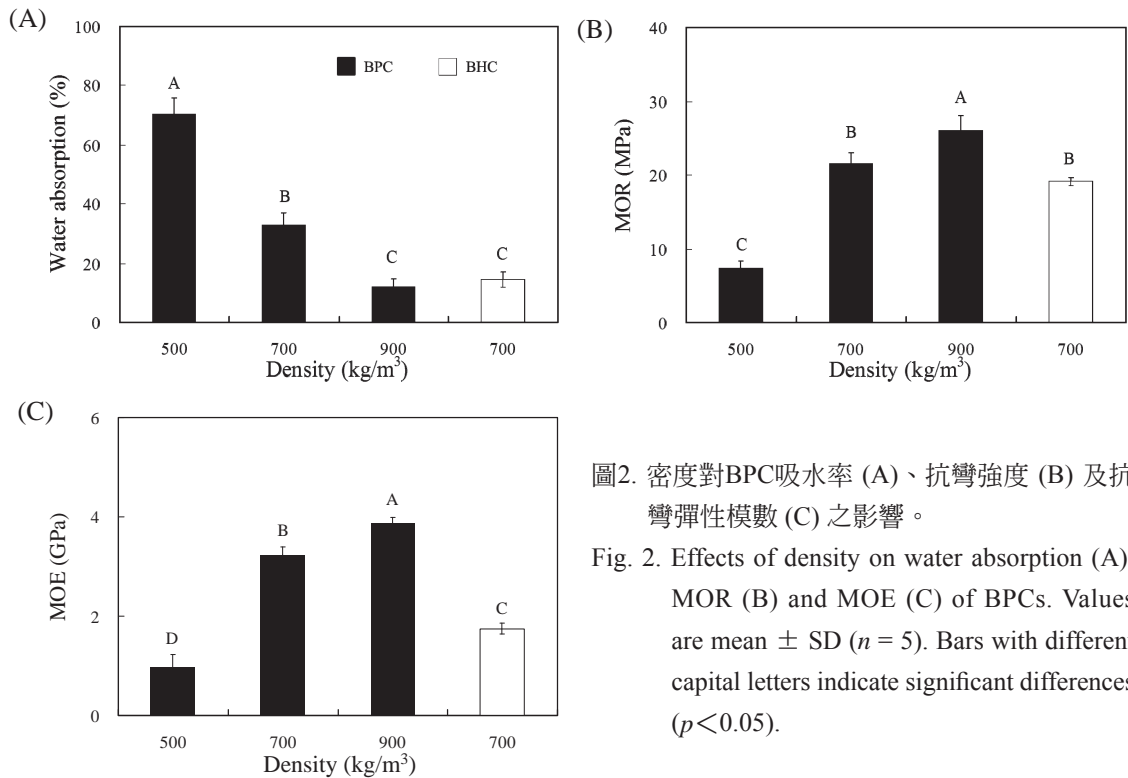 (A)
100
80
60
40
20
0
Water absorption (%)
BPC
BHC
A
B
C
C
500
700
900
700
Density (kg/m³)
(B)
40
30
20
10
0
MOR (MPa)
C
B
A
B
500
700
900
700
Density (kg/m³)
(C)
6
4
2
0
MOE (GPa)
D
B
A
C
500
700
900
700
Density (kg/m³)
圖2. 密度對BPC吸水率 (A)、抗彎強度 (B) 及抗
彎彈性模數 (C) 之影響。
Fig. 2. Effects of density on water absorption (A)
MOR (B) and MOE (C) of BPCs. Values
are mean ± SD (n = 5). Bars with differen
capital letters indicate significant differences
(p<0.05).